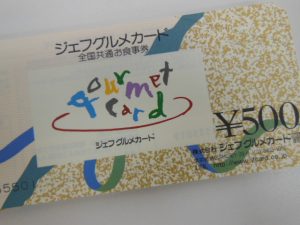 ジェフグルメカード
全国共通お食事券
Gourmet
card
ジェフグルメカード
¥500
株式会社 ジェフグルメカード
5501